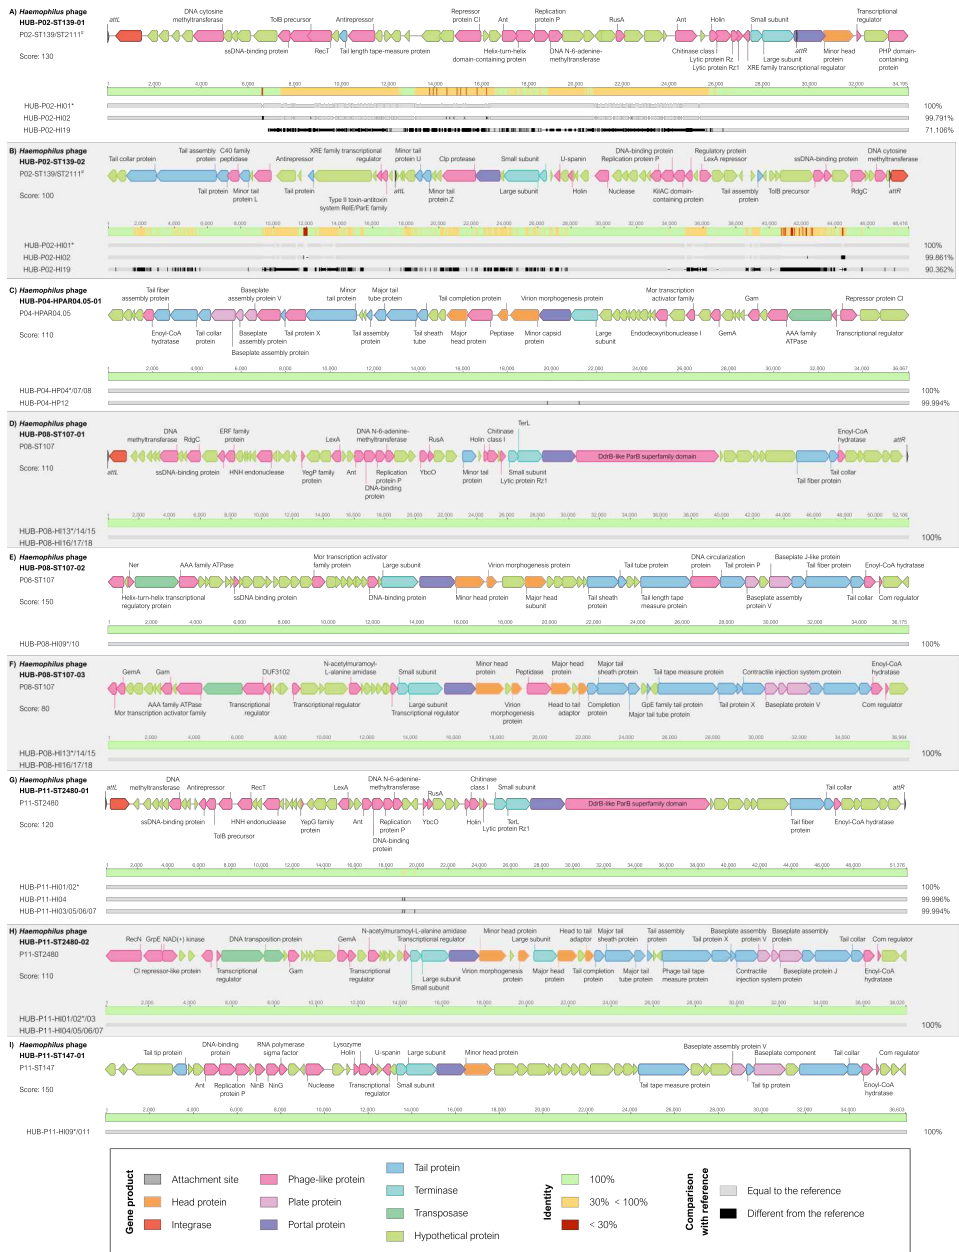 A) Haemophilus phage
HUB-P02-ST139-01
P02-ST139/ST2111
Score: 130
attL
DNA cytosine methyltransferase
TolB precursor
Antirepressor
Repressor protein CI
Ant
Replication protein P
RusA
Ant
Holin
Small subunit
Transcriptional regulator
ssDNA-binding protein
RecT
Tail length tape-measure protein
Helix-turn-helix domain-containing protein
DNA N-6-adenine-methyltransferase
Chitinase class I
Lytic protein Rz
Lytic protein Rz1
Large subunit
XRE family transcriptional regulator
attR
Minor head protein
PHP domain-containing protein
HUB-P02-HI01* 100%
HUB-P02-HI02 99.791%
HUB-P02-HI19 71.106%
B) Haemophilus phage
HUB-P02-ST139-02
P02-ST139/ST2111
Score: 100
Tail collar protein
Tail assembly protein
C40 family peptidase
Antirepressor
XRE family transcriptional regulator
Minor tail protein U
Clp protease
Small subunit
U-spanin
DNA-binding protein
Replication protein P
Regulatory protein
LexA repressor
ssDNA-binding protein
DNA cytosine methyltransferase
Tail protein
Minor tail protein L
Tail protein
Type II toxin-antitoxin system RelE/ParE family
attL
Minor tail protein Z
Large subunit
Holin
Nuclease
KilAC domain-containing protein
Tail assembly protein
TolB precursor
RdgC
attR
HUB-P02-HI01* 100%
HUB-P02-HI02 99.861%
HUB-P02-HI19 90.362%
C) Haemophilus phage
HUB-P04-HPAR04.05-01
P04-HPAR04.05
Score: 110
Tail fiber assembly protein
Baseplate assembly protein V
Minor tail protein
Major tail tube protein
Tail completion protein
Virion morphogenesis protein
Mor transcription activator family
Gam
Repressor protein CI
Enoyl-CoA hydratase
Tail collar protein
Baseplate assembly protein
Baseplate assembly protein
Tail protein X
Tail assembly protein
Tail sheath tube
Major head protein
Peptiase
Minor capsid protein
Large subunit
Endodeoxyribonuclease I
GemA
AAA family ATPase
Transcriptional regulator
HUB-P04-HP04*/07/08 100%
HUB-P04-HP12 99.994%
D) Haemophilus phage
HUB-P08-ST107-01
P08-ST107
Score: 110
attL
DNA methyltransferase
RdgC
ERF family protein
LexA
DNA N-6-adenine-methyltransferase
RusA
Holin
Chitinase class I
TerL
DdrB-like ParB superfamily domain
Enoyl-CoA hydratase
attR
ssDNA-binding protein
HNH endonuclease
YegP family protein
Ant
DNA-binding protein
Replication protein P
YbcO
Minor tail protein
Small subunit
Lytic protein Rz1
Tail collar
Tail fiber protein
HUB-P08-HI13*/14/15
HUB-P08-HI16/17/18 100%
E) Haemophilus phage
HUB-P08-ST107-02
P08-ST107
Score: 150
Ner
AAA family ATPase
Mor transcription activator family protein
Large subunit
Virion morphogenesis protein
Tail tube protein
DNA circularization protein
Tail protein P
Baseplate J-like protein
Tail fiber protein
Enoyl-CoA hydratase
Helix-turn-helix transcriptional regulatory protein
ssDNA binding protein
DNA-binding protein
Minor head protein
Major head subunit
Tail sheath protein
Tail length tape measure protein
Baseplate assembly protein V
Tail collar
Com regulator
HUB-P08-HI09*/10 100%
F) Haemophilus phage
HUB-P08-ST107-03
P08-ST107
Score: 80
GemA
Gam
DUF3102
N-acetylmuramoyl-L-alanine amidase
Small subunit
Minor head protein
Peptidase
Major head protein
Major tail sheath protein
Tail tape measure protein
Contractile injection system protein
Enoyl-CoA hydratase
Mor transcription activator family
AAA family ATPase
Transcriptional regulator
Transcriptional regulator
Large subunit
Transcriptional regulator
Virion morphogenesis protein
Head to tail adaptor
Completion protein
GpE family tail protein
Major tail tube protein
Tail protein X
Baseplate protein V
Tail collar
Com regulator
HUB-P08-HI13*/14/15
HUB-P08-HI16/17/18 100%
G) Haemophilus phage
HUB-P11-ST2480-01
P11-ST2480
Score: 120
attL
DNA methyltransferase
Antirepressor
RecT
LexA
DNA N-6-adenine-methyltransferase
RusA
Chitinase class I
Small subunit
DdrB-like ParB superfamily domain
Tail collar
attR
ssDNA-binding protein
TolB precursor
HNH endonuclease
YepG family protein
Ant
Replication protein P
DNA-binding protein
YbcO
Holin
TerL
Lytic protein Rz1
Tail fiber protein
Enoyl-CoA hydratase
HUB-P11-HI01/02* 100%
HUB-P11-HI04 99.996%
HUB-P11-HI03/05/06/07 99.994%
H) Haemophilus phage
HUB-P11-ST2480-02
P11-ST2480
Score: 110
RecN
GrpE
NAD(+) kinase
DNA transposition protein
GemA
N-acetylmuramoyl-L-alanine amidase
Transcriptional regulator
Minor head protein
Large subunit
Head to tail adaptor
Major tail sheath protein
Tail assembly protein
Tail protein X
Baseplate assembly protein V
Baseplate assembly protein
Tail collar
Com regulator
CI repressor-like protein
Transcriptional regulator
Gam
Transcriptional regulator
Large subunit
Small subunit
Virion morphogenesis protein
Major head protein
Tail completion protein
Major tail tube protein
Phage tail tape measure protein
Contractile injection system protein
Baseplate protein J
Enoyl-CoA hydratase
HUB-P11-HI01/02*/03
HUB-P11-HI04/05/06/07 100%
I) Haemophilus phage
HUB-P11-ST147-01
P11-ST147
Score: 150
Tail tip protein
DNA-binding protein
RNA polymerase sigma factor
Lysozyme
Holin
U-spanin
Large subunit
Minor head protein
Baseplate assembly protein V
Baseplate component
Tail collar
Com regulator
Ant
Replication protein P
NinB
NinG
Nuclease
Transcriptional regulator
Small subunit
Tail tape measure protein
Tail tip protein
Enoyl-CoA hydratase
HUB-P11-HI09*/011 100%
Gene product
Attachment site
Head protein
Integrase
Phage-like protein
Plate protein
Portal protein
Tail protein
Terminase
Transposase
Hypothetical protein
Identity
100%
30% < 100%
< 30%
Comparison with reference
Equal to the reference
Different from the reference